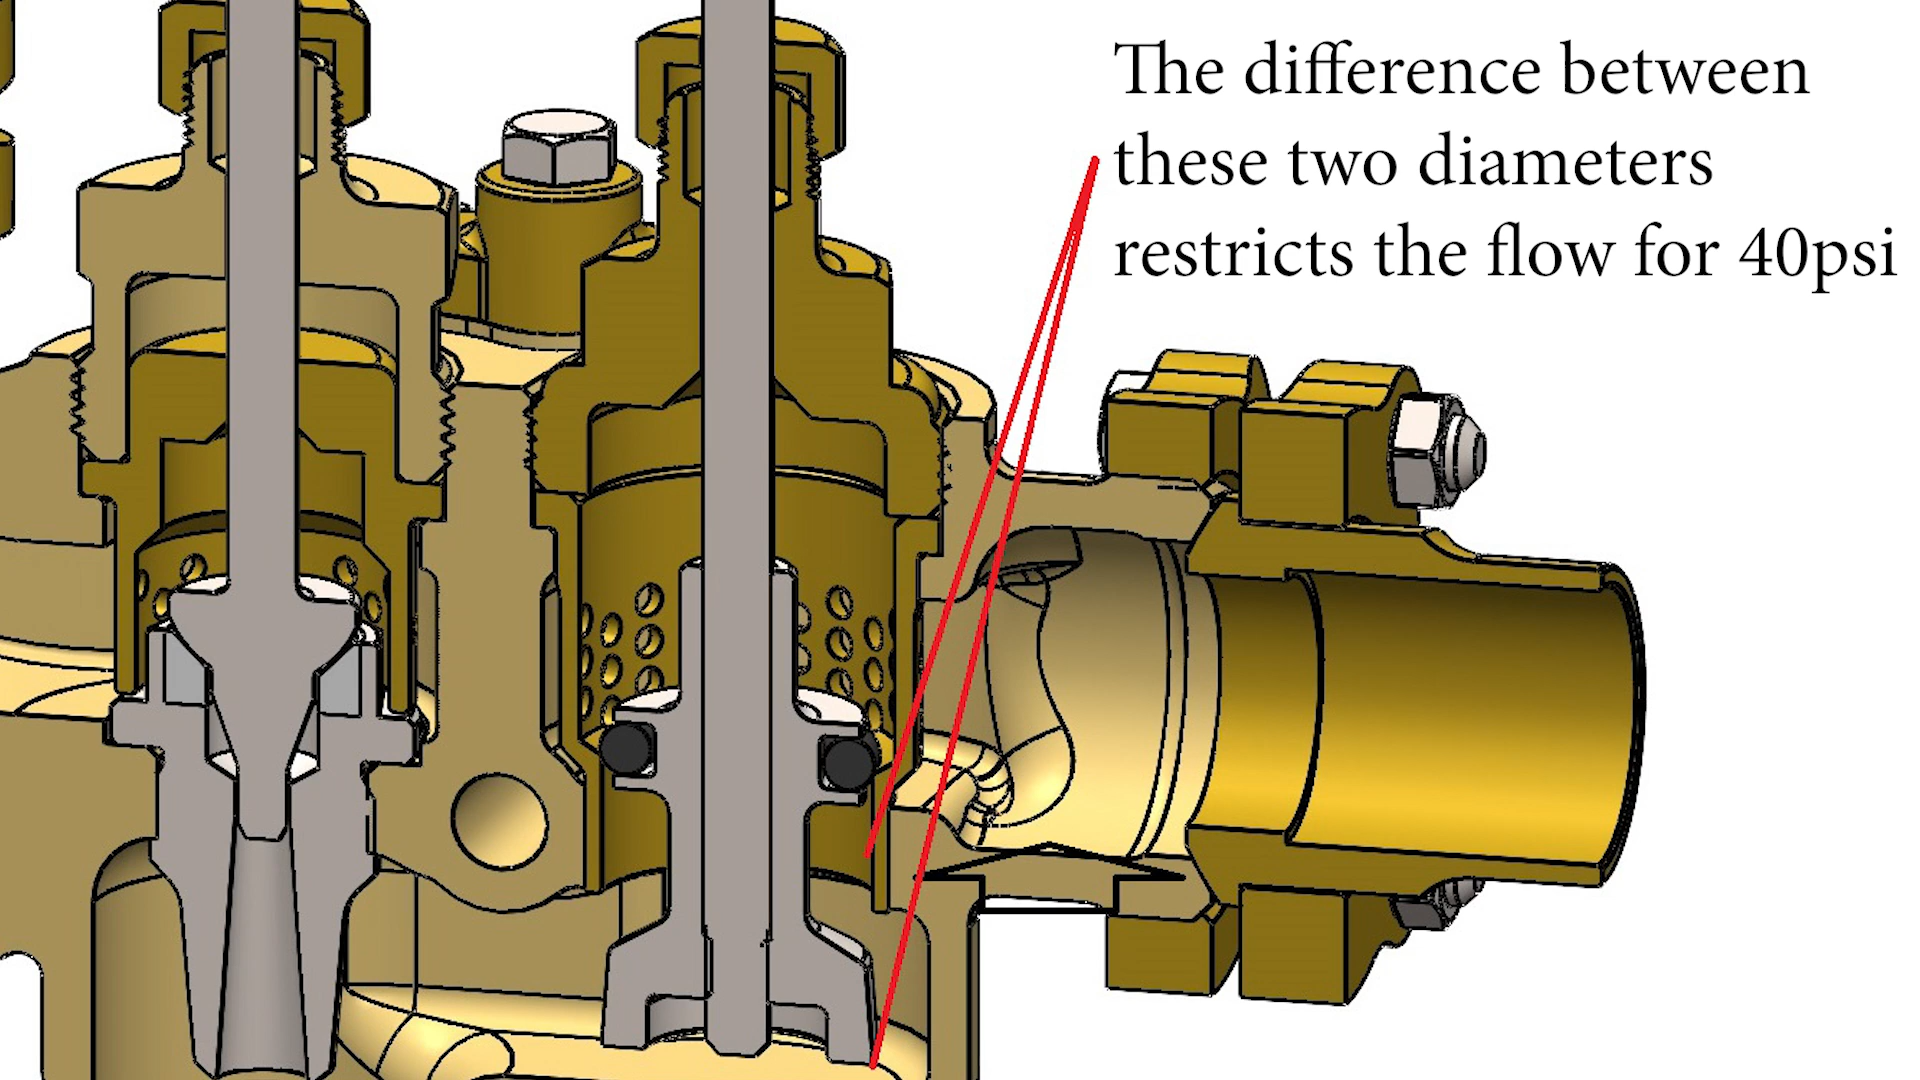 The difference between
these two diameters
restricts the flow for 40psi